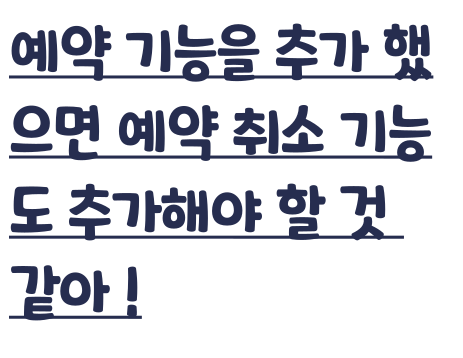 예약 기능을 추가 했
으면 예약 취소 기능
도 추가해야 할 것
같아 !